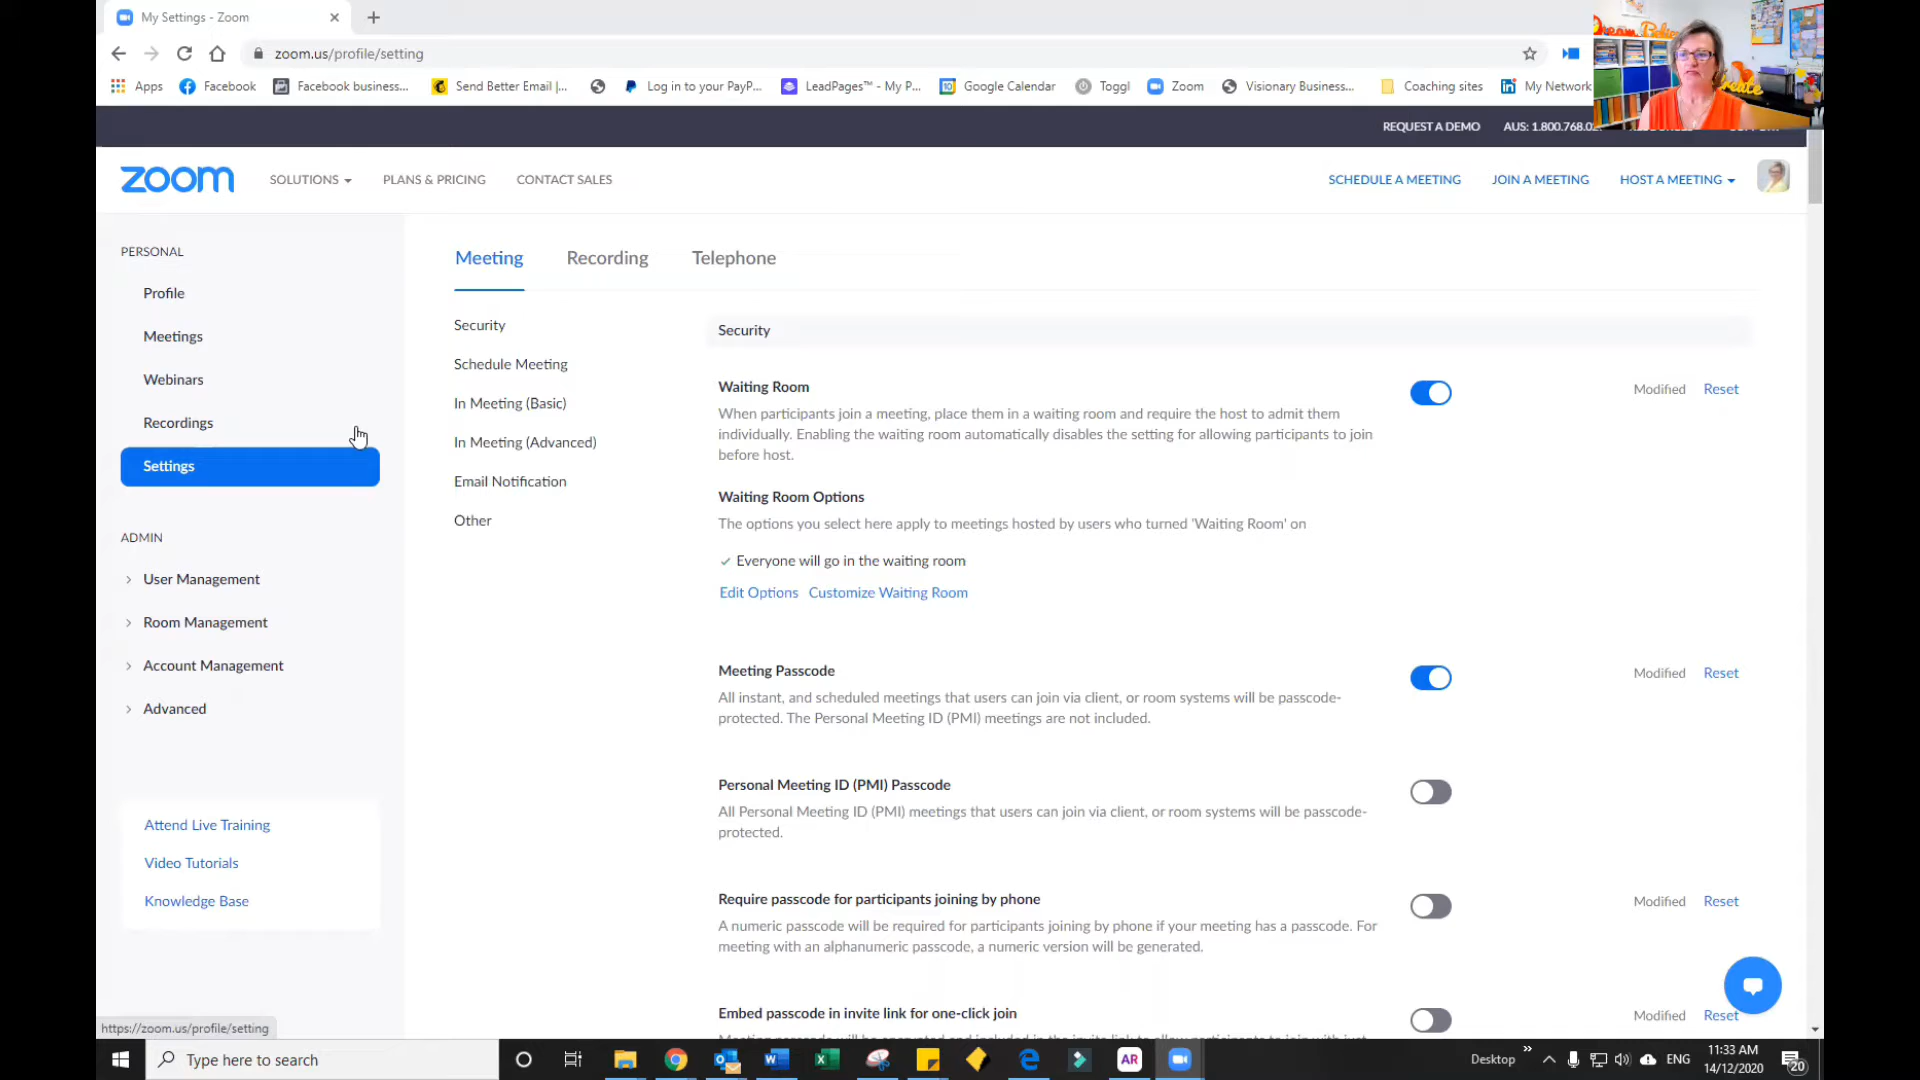 My Settings - Zoom
zoom.us/profile/setting
Apps
Facebook
Facebook business...
Send Better Email |...
Log in to your PayP...
LeadPages™ - My P...
Google Calendar
Toggl
Zoom
Visionary Business...
Coaching sites
My Network
REQUEST A DEMO
AUS: 1.800.768.02
zoom
SOLUTIONS
PLANS & PRICING
CONTACT SALES
SCHEDULE A MEETING
JOIN A MEETING
HOST A MEETING
PERSONAL
Profile
Meetings
Webinars
Recordings
Settings
ADMIN
User Management
Room Management
Account Management
Advanced
Attend Live Training
Video Tutorials
Knowledge Base
Meeting
Recording
Telephone
Security
Schedule Meeting
In Meeting (Basic)
In Meeting (Advanced)
Email Notification
Other
Security
Waiting Room
Modified
Reset
When participants join a meeting, place them in a waiting room and require the host to admit them
individually. Enabling the waiting room automatically disables the setting for allowing participants to join
before host.
Waiting Room Options
The options you select here apply to meetings hosted by users who turned 'Waiting Room' on
Everyone will go in the waiting room
Edit Options
Customize Waiting Room
Meeting Passcode
Modified
Reset
All instant, and scheduled meetings that users can join via client, or room systems will be passcode-
protected. The Personal Meeting ID (PMI) meetings are not included.
Personal Meeting ID (PMI) Passcode
All Personal Meeting ID (PMI) meetings that users can join via client, or room systems will be passcode-
protected.
Require passcode for participants joining by phone
Modified
Reset
A numeric passcode will be required for participants joining by phone if your meeting has a passcode. For
meeting with an alphanumeric passcode, a numeric version will be generated.
Embed passcode in invite link for one-click join
Modified
Reset
https://zoom.us/profile/setting
Type here to search
AR
Desktop
ENG
11:33 AM
14/12/2020
20